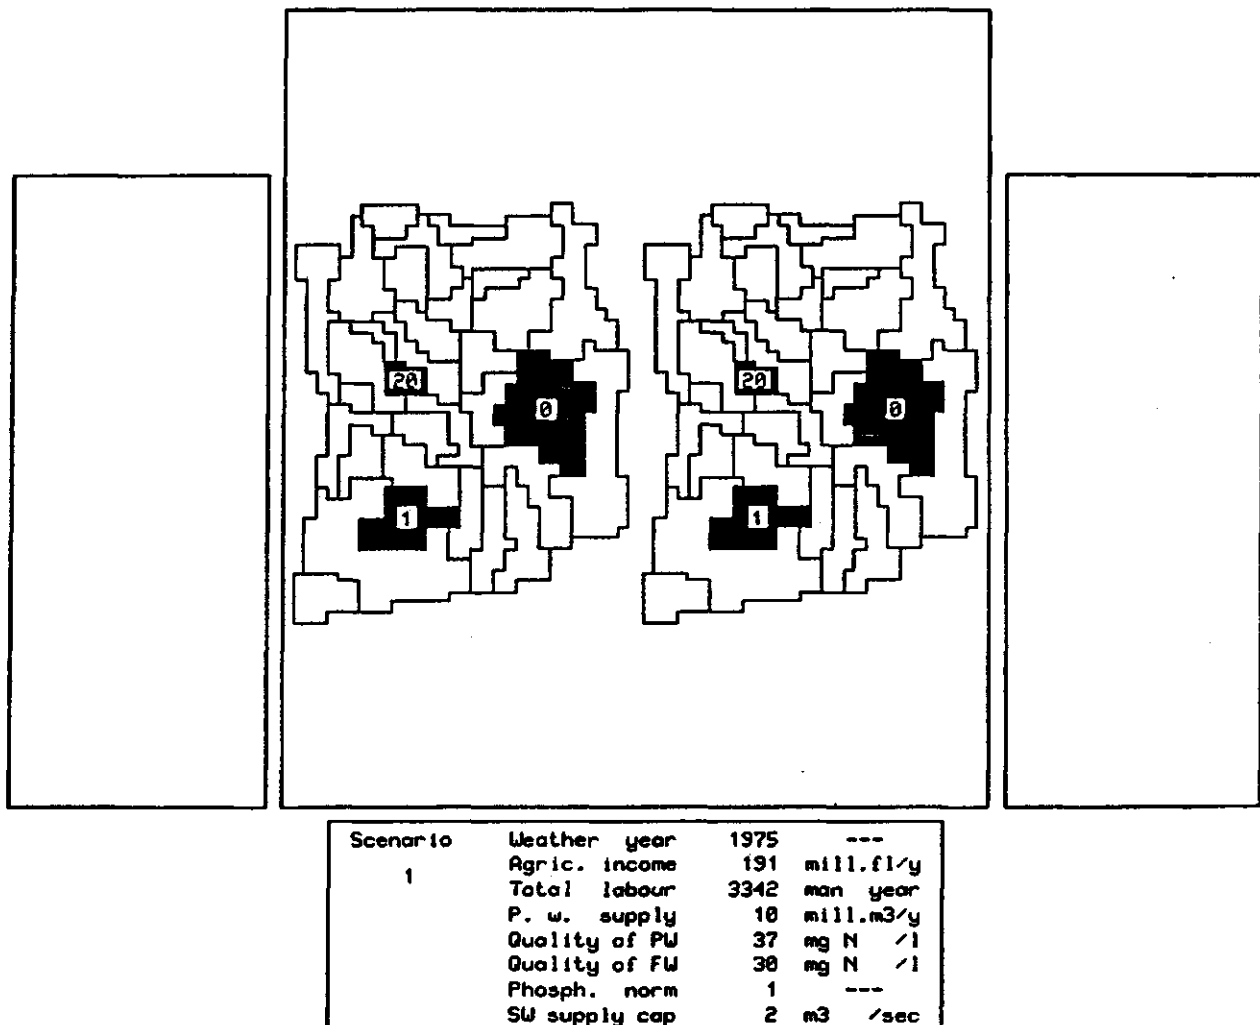 20 20
0 0
1 1
Scenario Weather year 1975 ---
Agric. income 191 mill.fl/y
1
Total labour 3342 man year
P. w. supply 10 mill.m3/y
Quality of PW 37 mg N /l
Quality of FW 30 mg N /l
Phosph. norm 1 ---
SW supply cap 2 m3 /sec